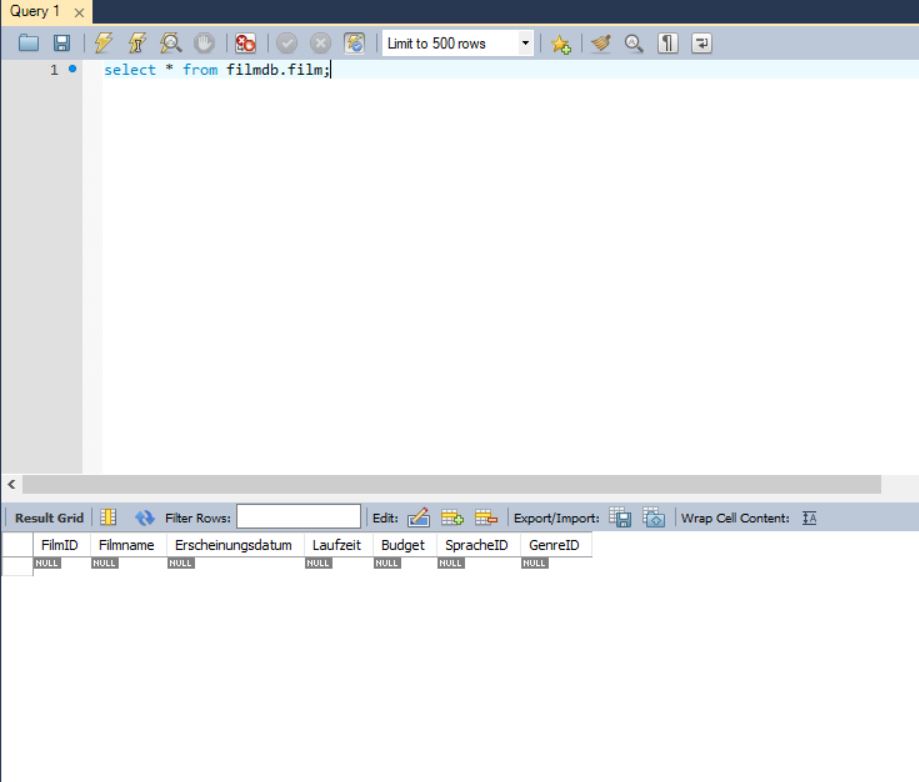 Query 1
Limit to 500 rows
1 select * from filmdb.film;
Result Grid Filter Rows: Edit: Export/Import: Wrap Cell Content:
FilmID Filmname Erscheinungsdatum Laufzeit Budget SpracheID GenreID
NULL NULL NULL NULL NULL NULL NULL